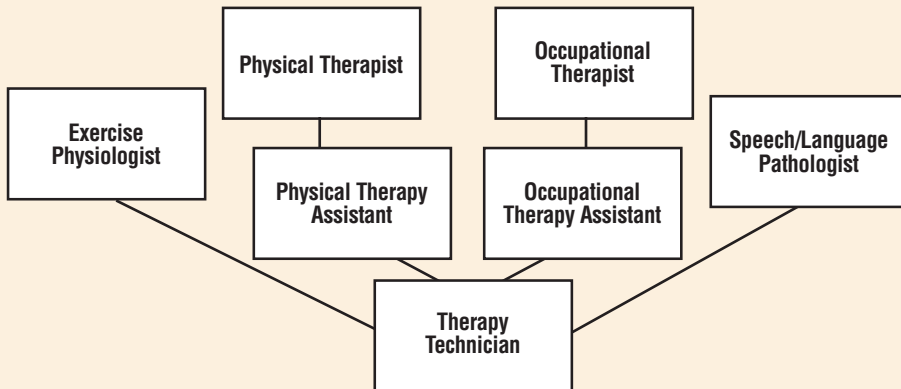 Physical Therapist
Occupational
Therapist
Exercise
Physiologist
Speech/Language
Pathologist
Physical Therapy
Assistant
Occupational
Therapy Assistant
Therapy
Technician